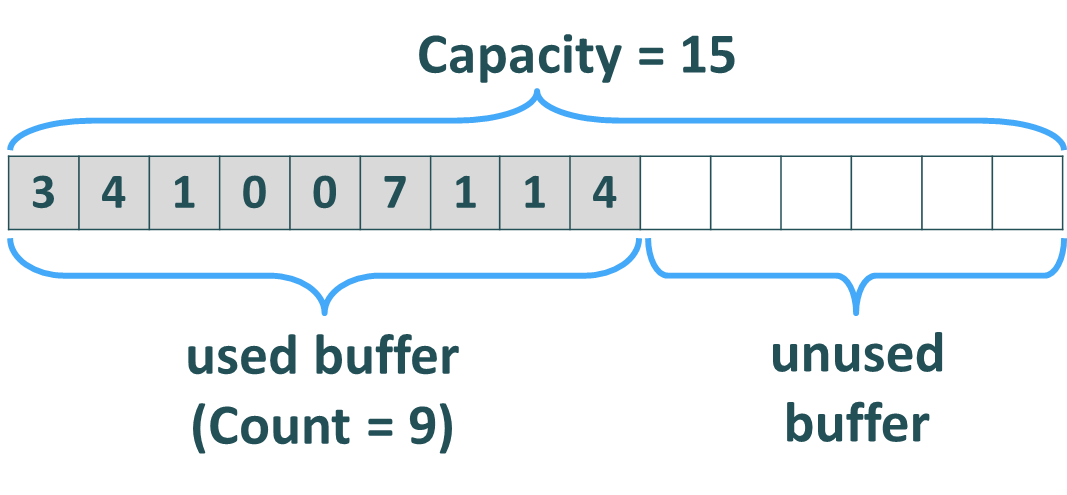 Capacity = 15
3 4 1 0 0 7 1 1 4
used buffer
(Count = 9)
unused
buffer